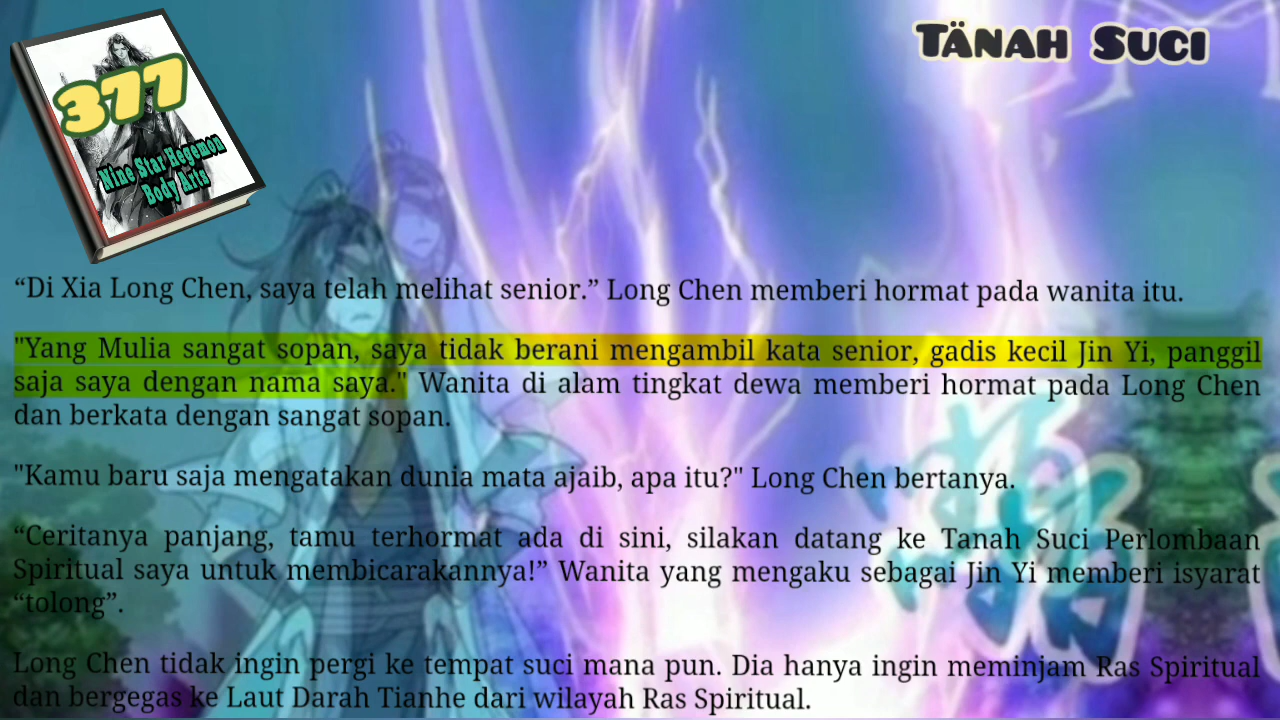 377
Nine Star Hegemon
Body Arts
Tänah Suci
“Di Xia Long Chen, saya telah melihat senior.” Long Chen memberi hormat pada wanita itu.
"Yang Mulia sangat sopan, saya tidak berani mengambil kata senior, gadis kecil Jin Yi, panggil
saja saya dengan nama saya." Wanita di alam tingkat dewa memberi hormat pada Long Chen
dan berkata dengan sangat sopan.
"Kamu baru saja mengatakan dunia mata ajaib, apa itu?" Long Chen bertanya.
“Ceritanya panjang, tamu terhormat ada di sini, silakan datang ke Tanah Suci Perlombaan
Spiritual saya untuk membicarakannya!” Wanita yang mengaku sebagai Jin Yi memberi isyarat
“tolong”.
Long Chen tidak ingin pergi ke tempat suci mana pun. Dia hanya ingin meminjam Ras Spiritual
dan bergegas ke Laut Darah Tianhe dari wilayah Ras Spiritual.